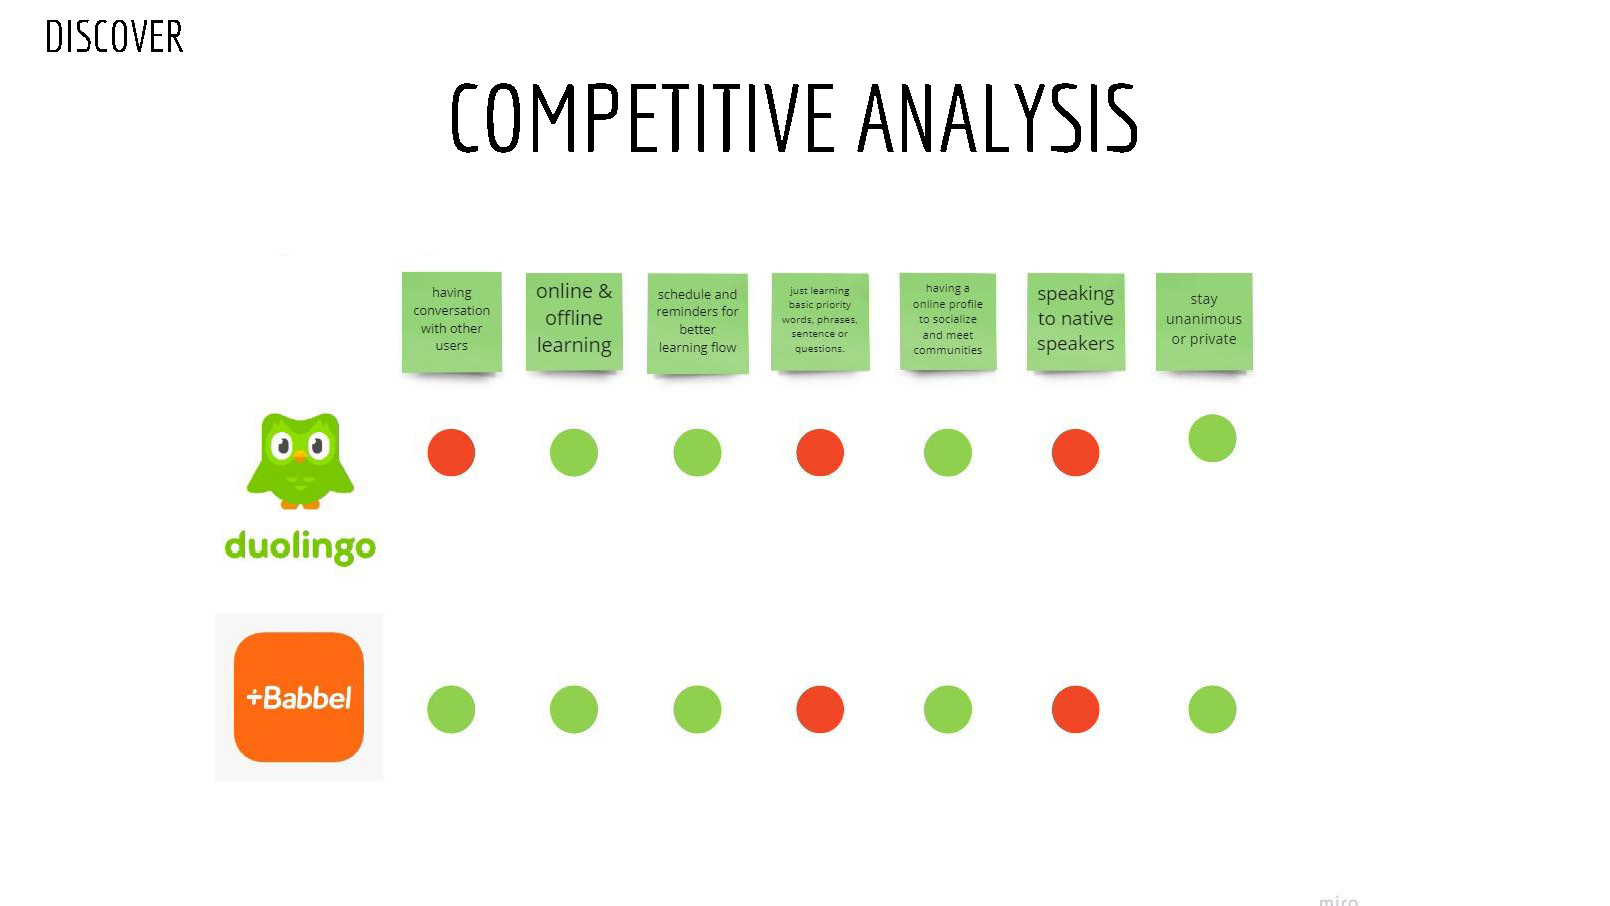 DISCOVER
COMPETITIVE ANALYSIS
having
conversation
with other
users
online &
offline
learning
schedule and
reminders for
better
learning flow
just learning
basic priority
words, phrases,
sentence or
questions.
having a
online profile
to socialize
and meet
communities
speaking
to native
speakers
stay
unanimous
or private
duolingo
+Babbel
miro